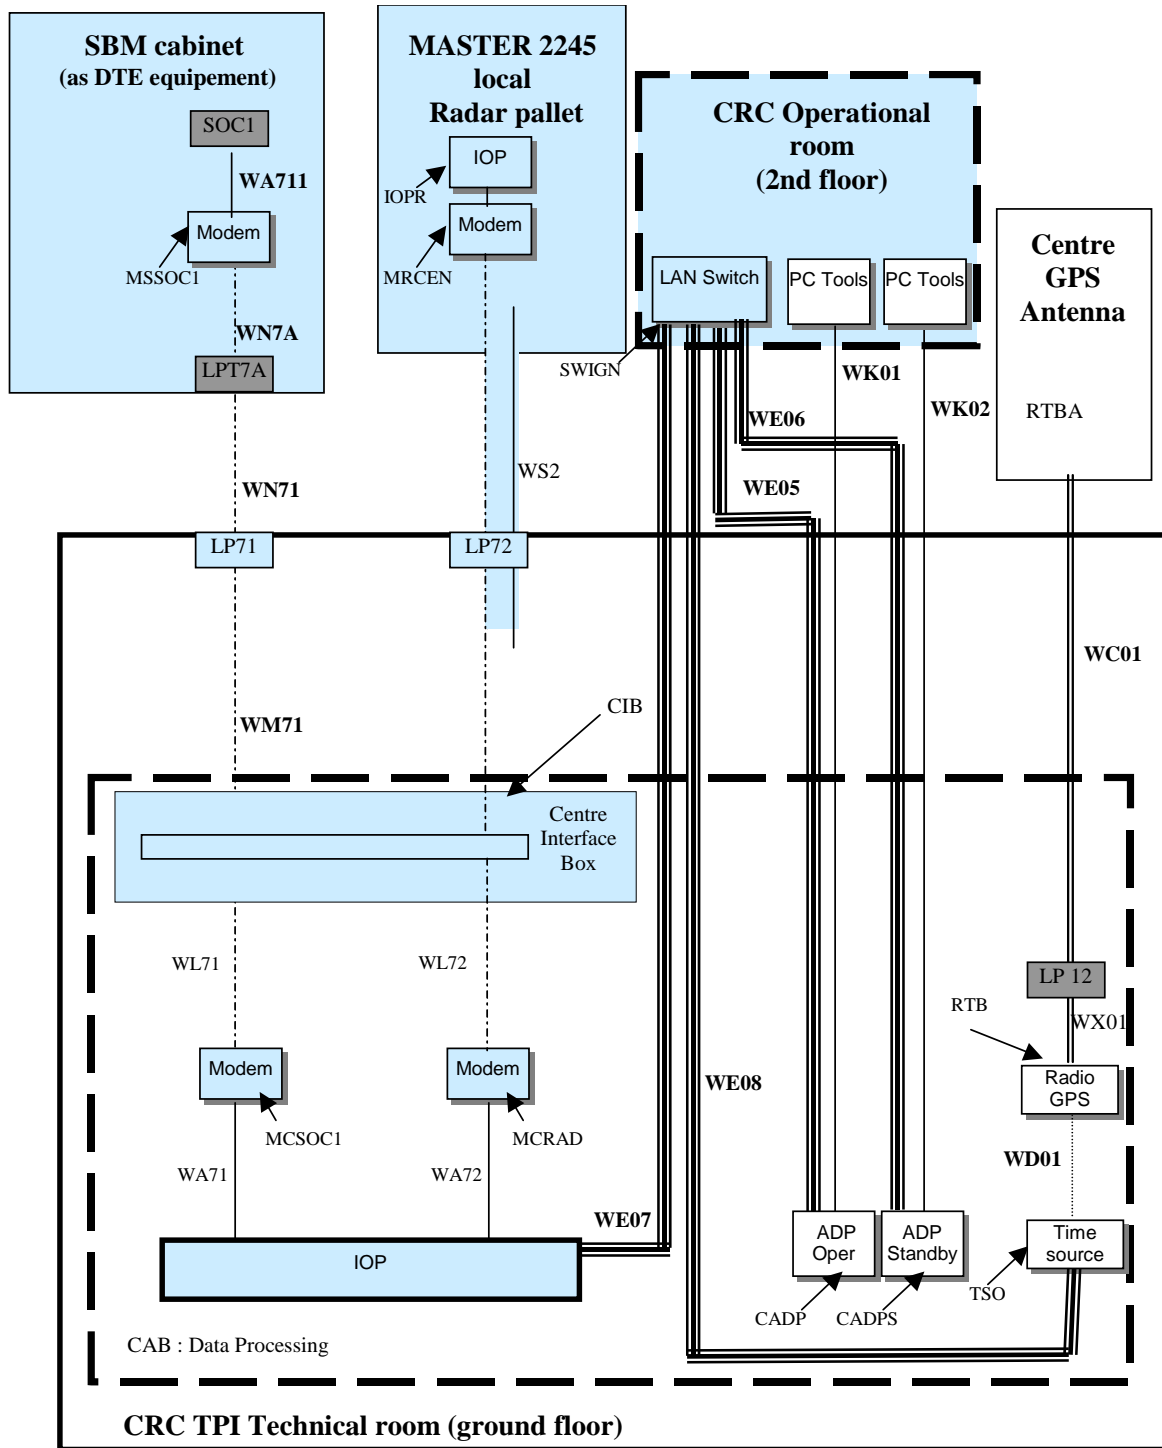 SBM cabinet
(as DTE equipement)
SOC1
WA711
Modem
MSSOC1
WN7A
LPT7A
WN71
LP71
WM71
MASTER 2245
local
Radar pallet
IOP
IOPR
Modem
MRCEN
WS2
LP72
CRC Operational
room
(2nd floor)
LAN Switch
PC Tools
PC Tools
SWIGN
WK01
WK02
WE06
WE05
Centre
GPS
Antenna
RTBA
WC01
CIB
Centre
Interface
Box
WL71
WL72
Modem
MCSOC1
Modem
MCRAD
WA71
WA72
WE07
IOP
WE08
LP 12
WX01
RTB
Radio
GPS
WD01
ADP
Oper
ADP
Standby
Time
source
TSO
CADP
CADPS
CAB : Data Processing
CRC TPI Technical room (ground floor)